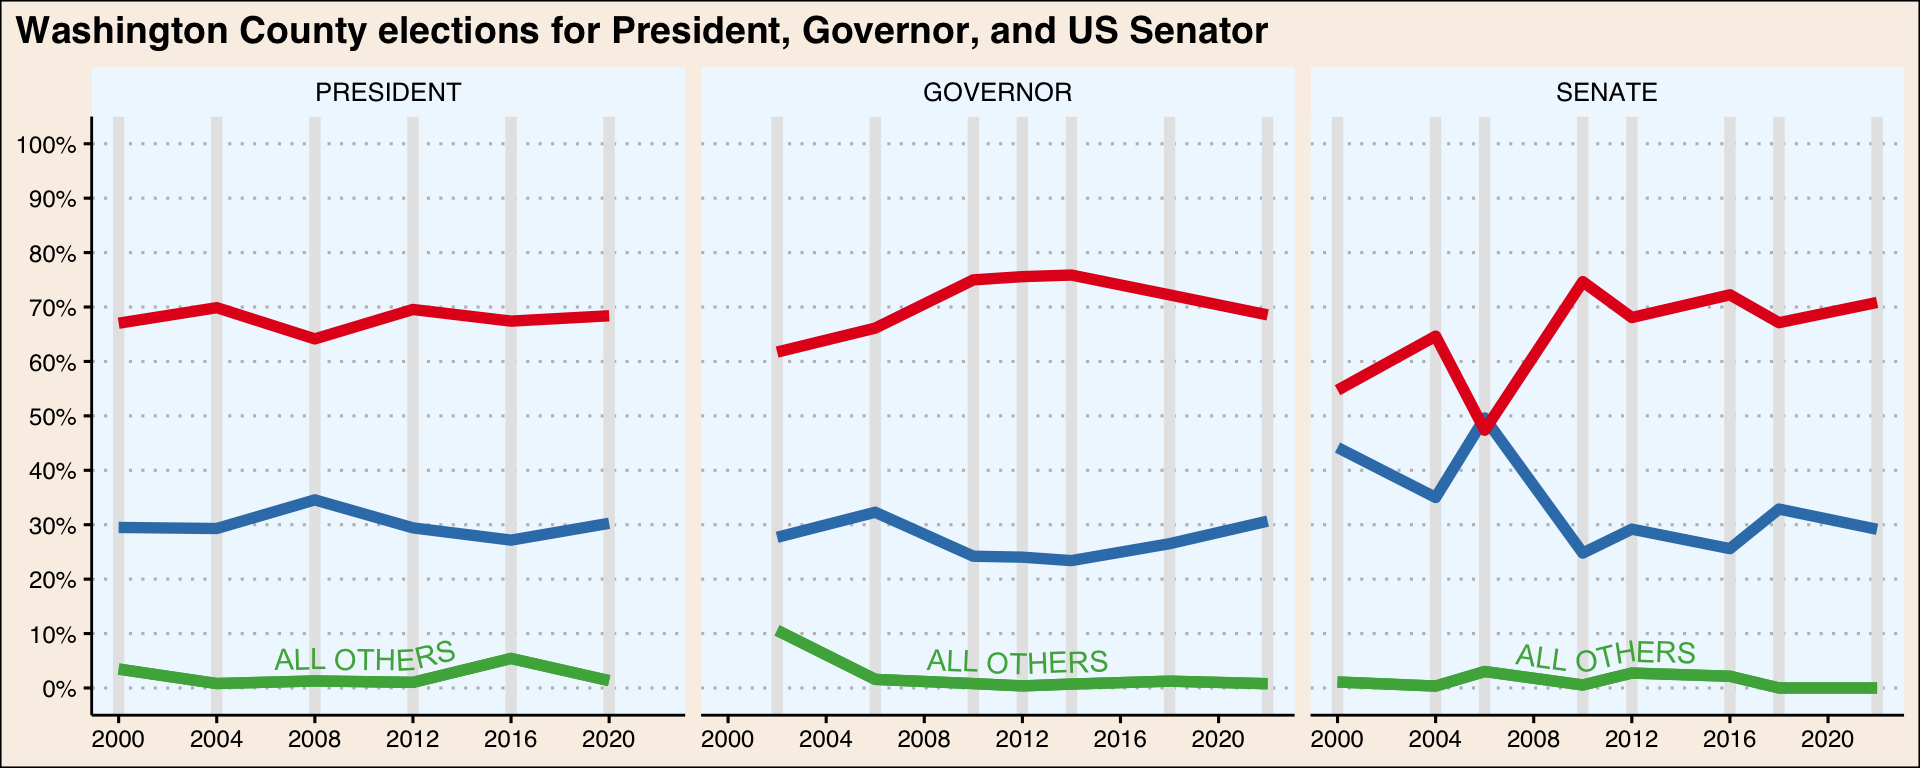 Washington County elections for President, Governor, and US Senator
PRESIDENT
GOVERNOR
SENATE
100%
90%
80%
70%
60%
50%
40%
30%
20%
10%
0%
ALL OTHERS
ALL OTHERS
ALL OTHERS
2000 2004 2008 2012 2016 2020
2000 2004 2008 2012 2016 2020
2000 2004 2008 2012 2016 2020